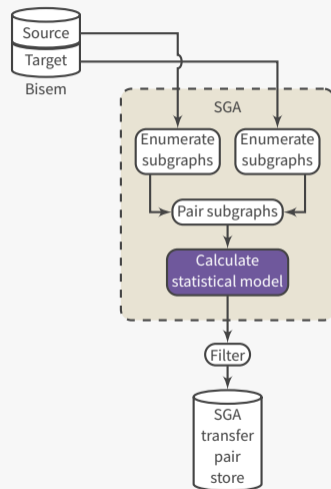 Source
Target
Bisem
SGA
Enumerate
subgraphs
Enumerate
subgraphs
Pair subgraphs
Calculate
statistical model
Filter
SGA
transfer
pair
store